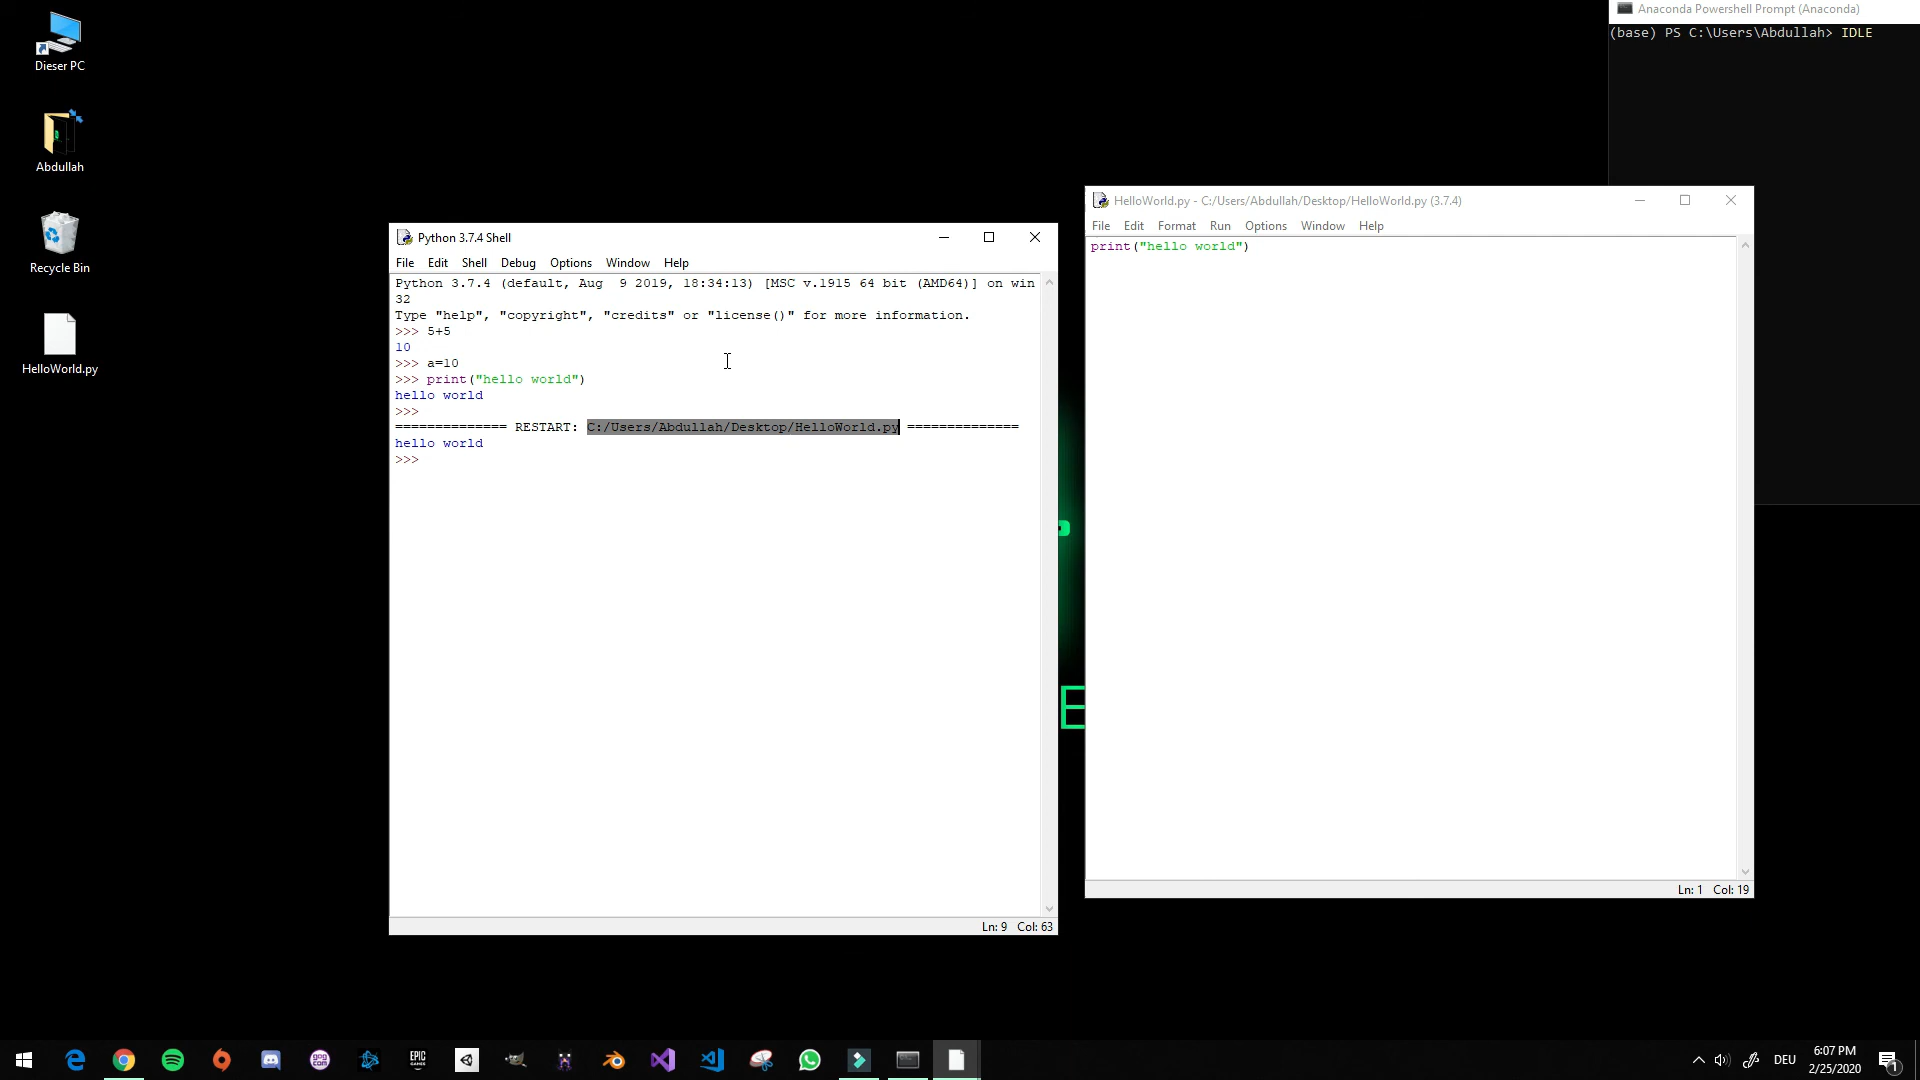 Dieser PC
Abdullah
Recycle Bin
HelloWorld.py
Anaconda Powershell Prompt (Anaconda)
(base) PS C:\Users\Abdullah> IDLE
Python 3.7.4 Shell
File Edit Shell Debug Options Window Help
Python 3.7.4 (default, Aug  9 2019, 18:34:13) [MSC v.1915 64 bit (AMD64)] on win
32
Type "help", "copyright", "credits" or "license()" for more information.
>>> 5+5
10
>>> a=10
>>> print("hello world")
hello world
>>>
============== RESTART: C:/Users/Abdullah/Desktop/HelloWorld.py ==============
hello world
>>>
Ln: 9 Col: 63
HelloWorld.py - C:/Users/Abdullah/Desktop/HelloWorld.py (3.7.4)
File Edit Format Run Options Window Help
print("hello world")
Ln: 1 Col: 19
E
GOG
COM
EPIC
GAMES
DEU
6:07 PM
2/25/2020
1